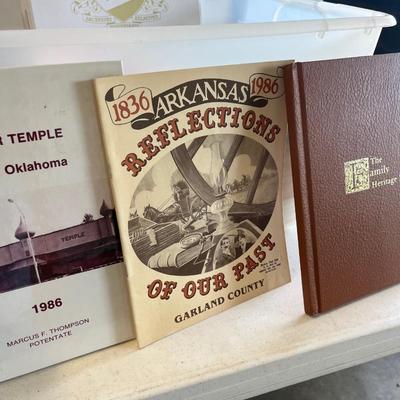 R TEMPLE
Oklahoma
TEMPLE
1986
MARCUS F. THOMPSON
POTENTATE
1836 ARKANSAS 1986
REFLECTIONS
OF OUR PAST
GARLAND COUNTY
The
Family
Heritage